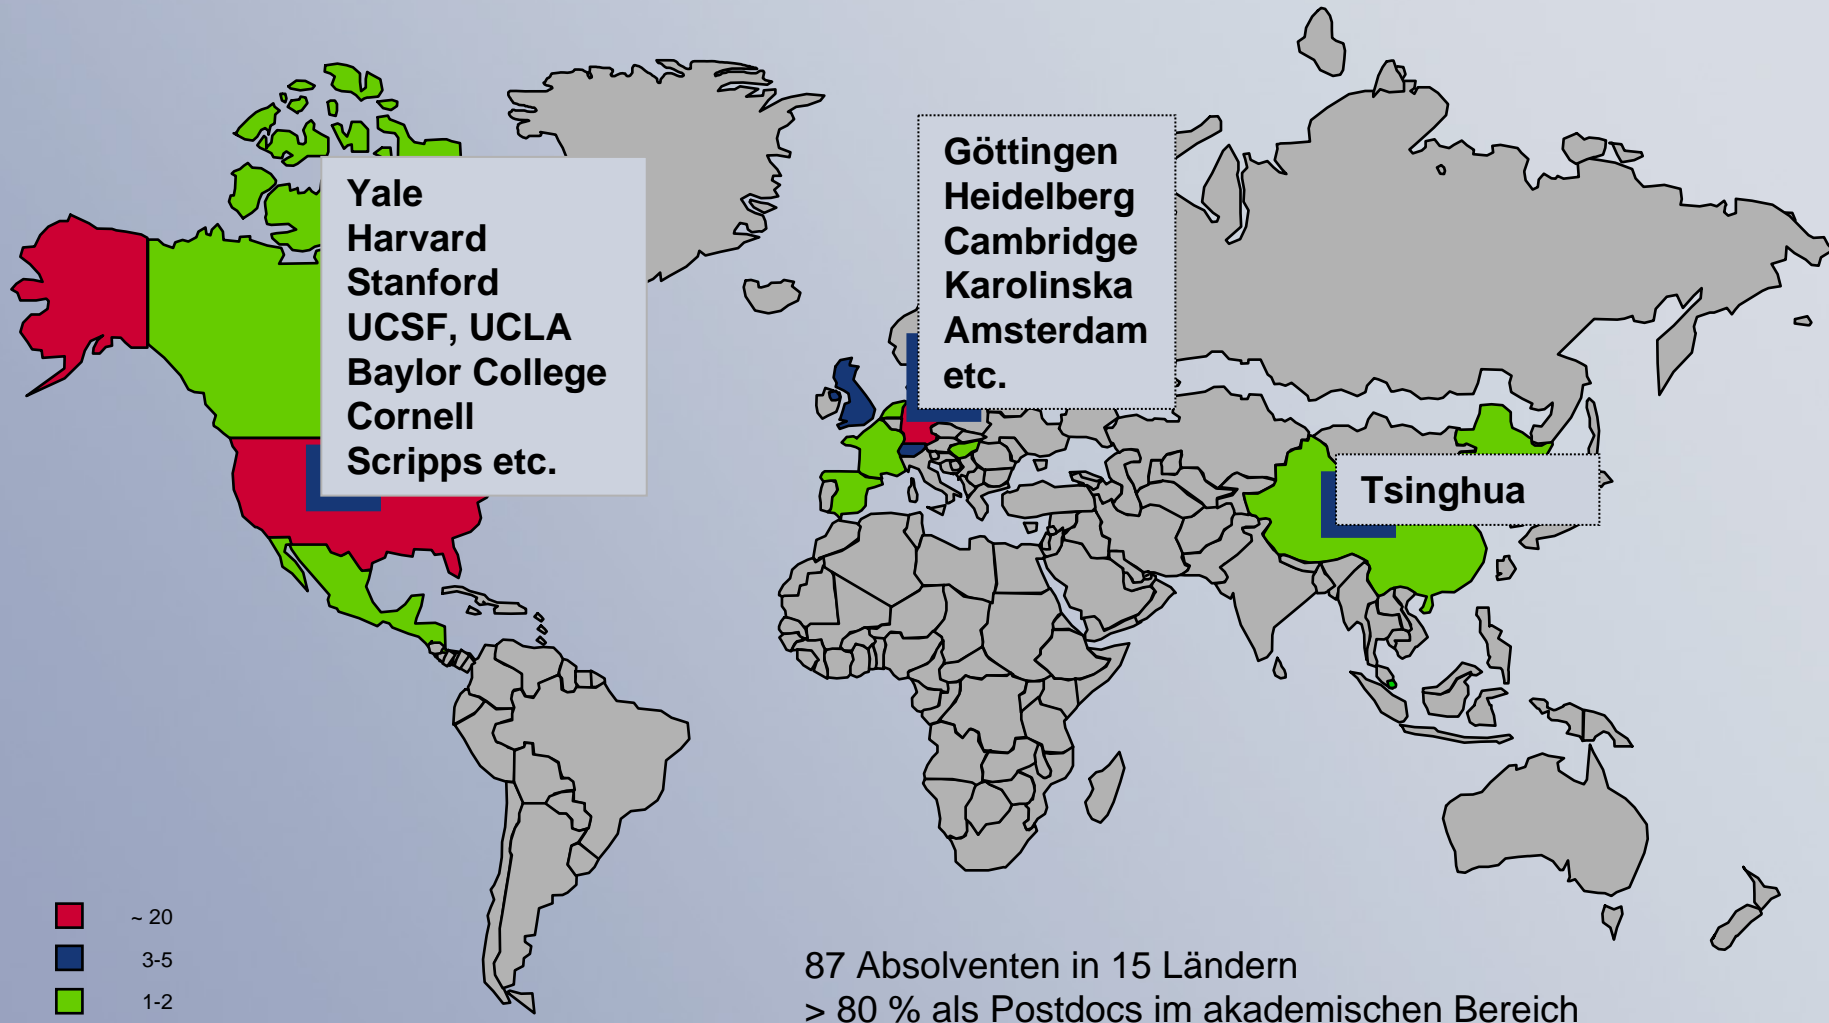 Yale
Harvard
Stanford
UCSF, UCLA
Baylor College
Cornell
Scripps etc.
Göttingen
Heidelberg
Cambridge
Karolinska
Amsterdam
etc.
Tsinghua
~ 20
3-5
1-2
87 Absolventen in 15 Ländern
> 80 % als Postdocs im akademischen Bereich